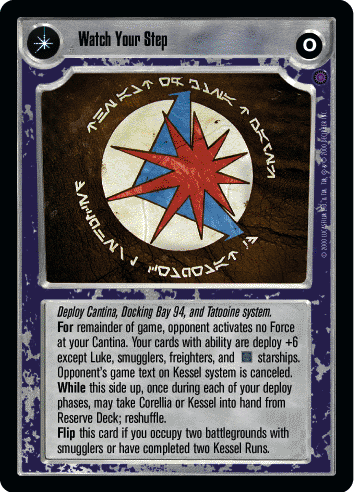 Watch Your Step
0
Deploy Cantina, Docking Bay 94, and Tatooine system.
For remainder of game, opponent activates no Force
at your Cantina. Your cards with ability are deploy +6
except Luke, smugglers, freighters, and starships.
Opponent's game text on Kessel system is canceled.
While this side up, once during each of your deploy
phases, may take Corellia or Kessel into hand from
Reserve Deck; reshuffle.
Flip this card if you occupy two battlegrounds with
smugglers or have completed two Kessel Runs.